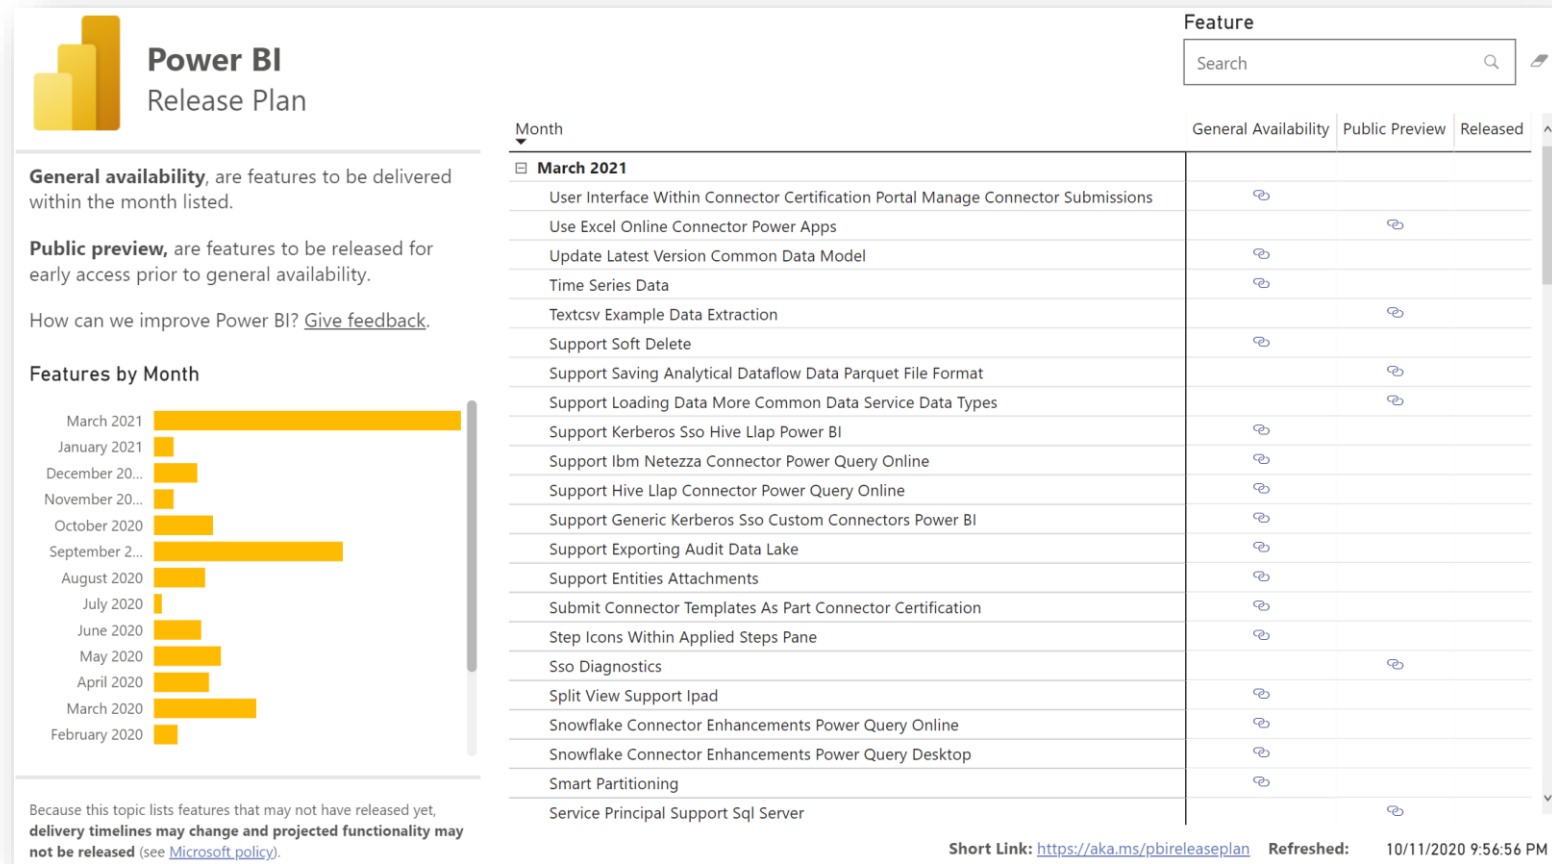 Power BI
Release Plan
General availability, are features to be delivered
within the month listed.
Public preview, are features to be released for
early access prior to general availability.
How can we improve Power BI? Give feedback.
Features by Month
March 2021
January 2021
December 20...
November 20...
October 2020
September 2...
August 2020
July 2020
June 2020
May 2020
April 2020
March 2020
February 2020
Because this topic lists features that may not have released yet,
delivery timelines may change and projected functionality may
not be released (see Microsoft policy).
Feature
Search
Month General Availability Public Preview Released
March 2021
User Interface Within Connector Certification Portal Manage Connector Submissions
Use Excel Online Connector Power Apps
Update Latest Version Common Data Model
Time Series Data
Textcsv Example Data Extraction
Support Soft Delete
Support Saving Analytical Dataflow Data Parquet File Format
Support Loading Data More Common Data Service Data Types
Support Kerberos Sso Hive Llap Power BI
Support Ibm Netezza Connector Power Query Online
Support Hive Llap Connector Power Query Online
Support Generic Kerberos Sso Custom Connectors Power BI
Support Exporting Audit Data Lake
Support Entities Attachments
Submit Connector Templates As Part Connector Certification
Step Icons Within Applied Steps Pane
Sso Diagnostics
Split View Support Ipad
Snowflake Connector Enhancements Power Query Online
Snowflake Connector Enhancements Power Query Desktop
Smart Partitioning
Service Principal Support Sql Server
Short Link: https://aka.ms/pbireleaseplan Refreshed: 10/11/2020 9:56:56 PM